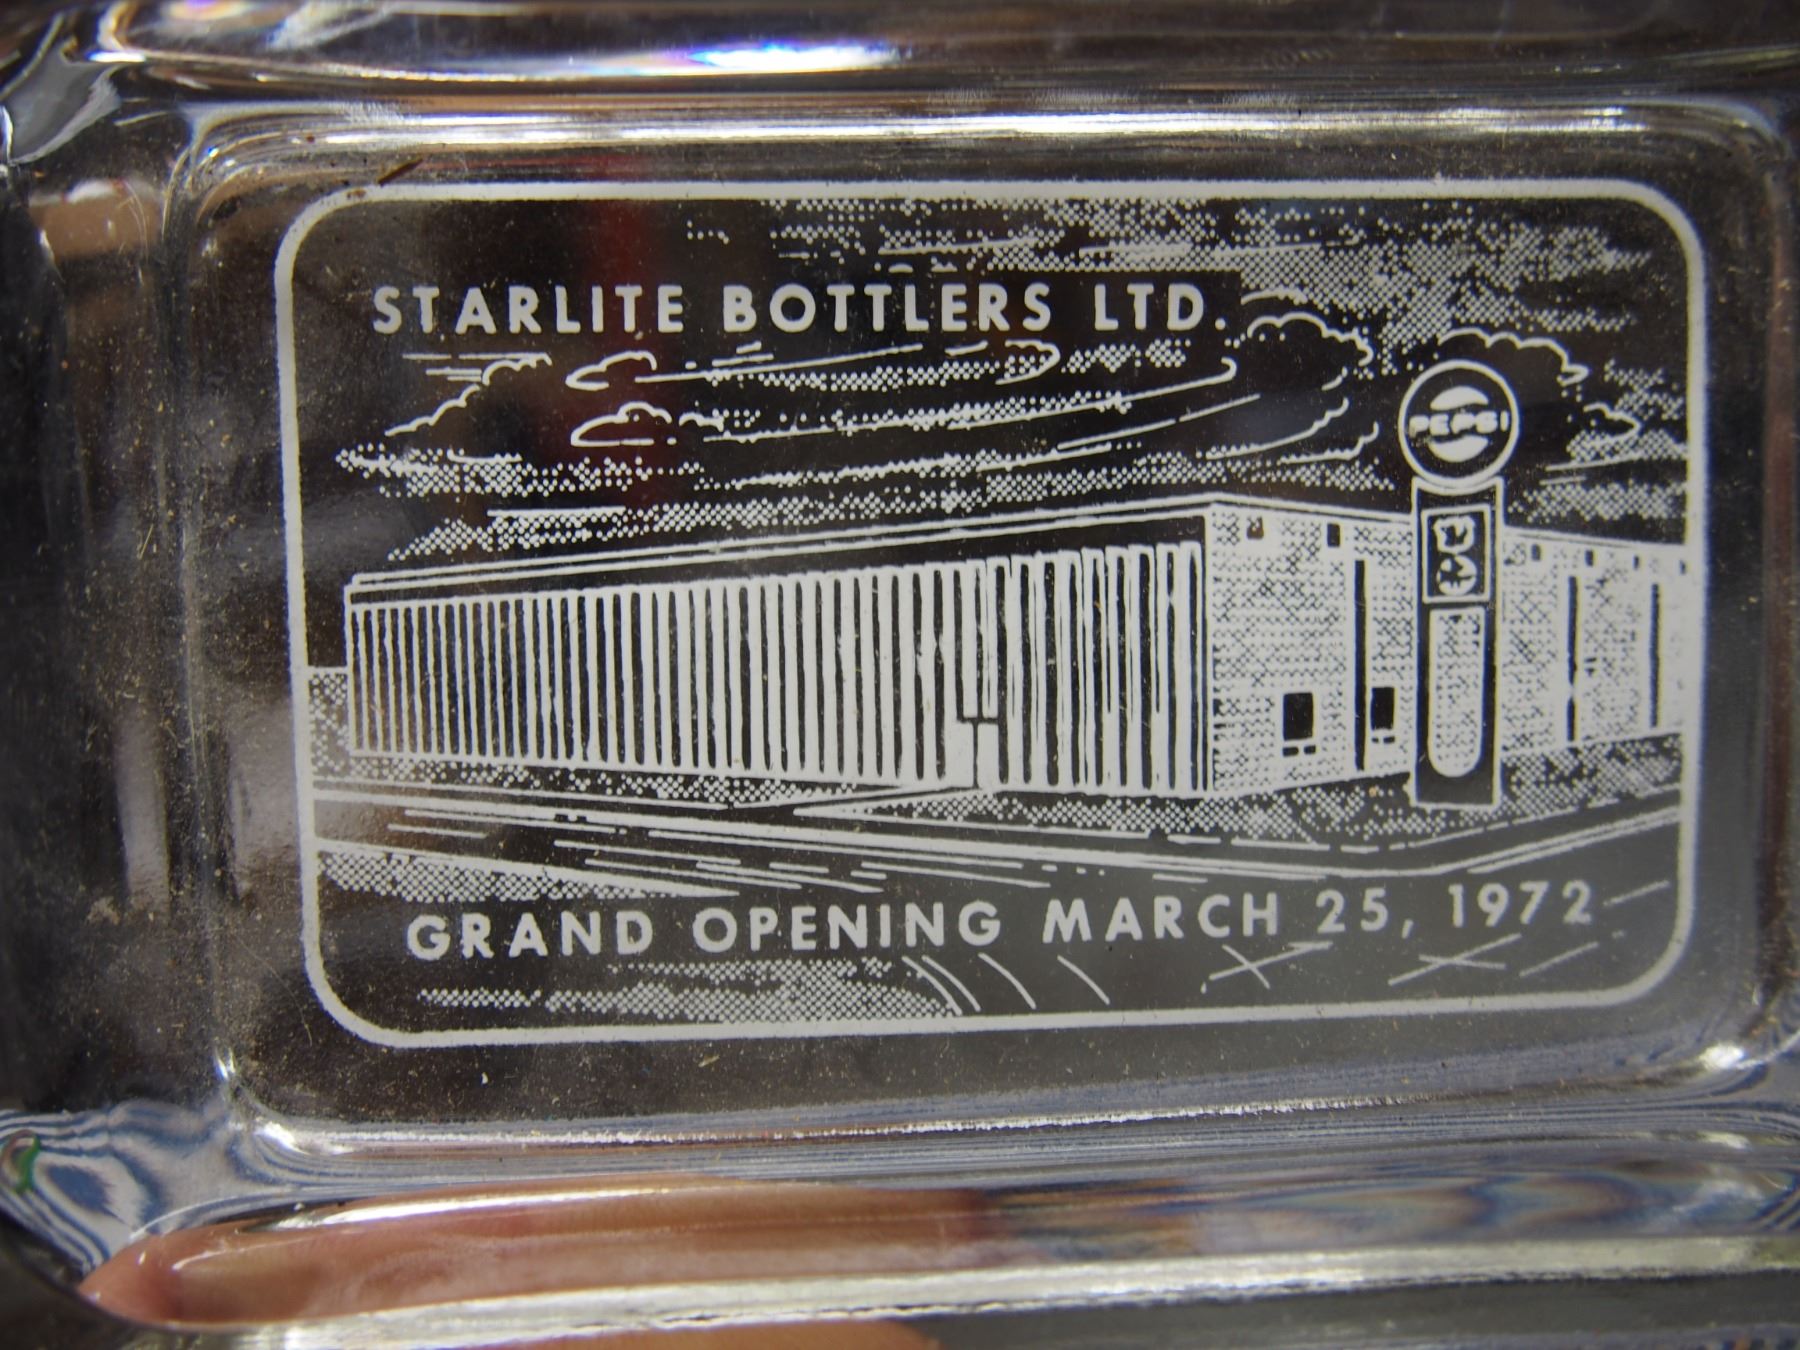 STARLITE BOTTLERS LTD.
PEPSI
GRAND OPENING MARCH 25, 1972